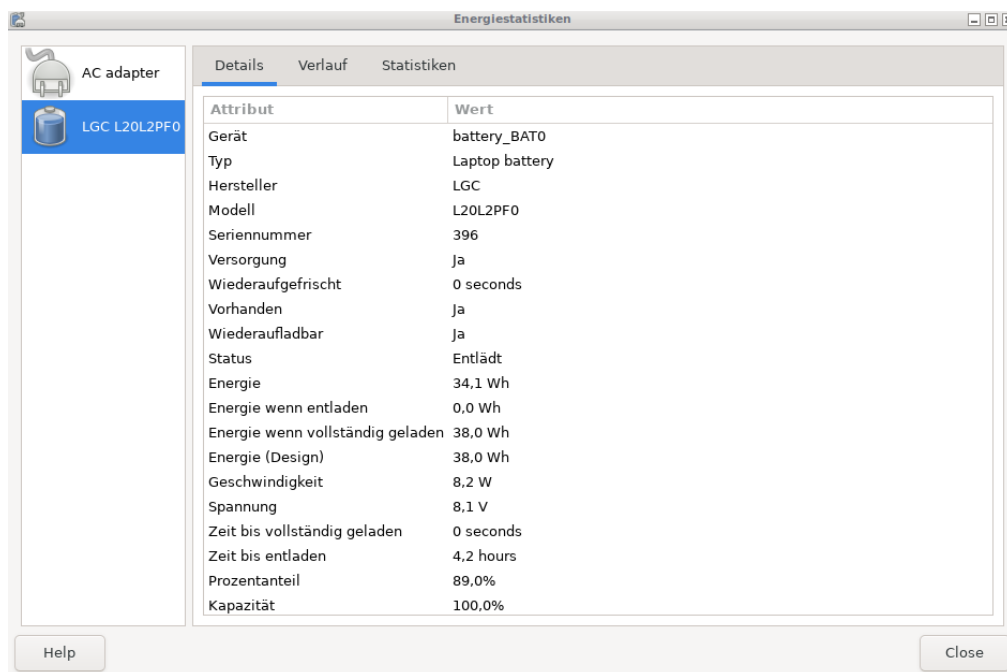 Energiestatistiken
AC adapter
LGC L20L2PF0
Details Verlauf Statistiken
Attribut Wert
Gerät battery_BAT0
Typ Laptop battery
Hersteller LGC
Modell L20L2PF0
Seriennummer 396
Versorgung Ja
Wiederaufgefrischt 0 seconds
Vorhanden Ja
Wiederaufladbar Ja
Status Entlädt
Energie 34,1 Wh
Energie wenn entladen 0,0 Wh
Energie wenn vollständig geladen 38,0 Wh
Energie (Design) 38,0 Wh
Geschwindigkeit 8,2 W
Spannung 8,1 V
Zeit bis vollständig geladen 0 seconds
Zeit bis entladen 4,2 hours
Prozentanteil 89,0%
Kapazität 100,0%
Help Close